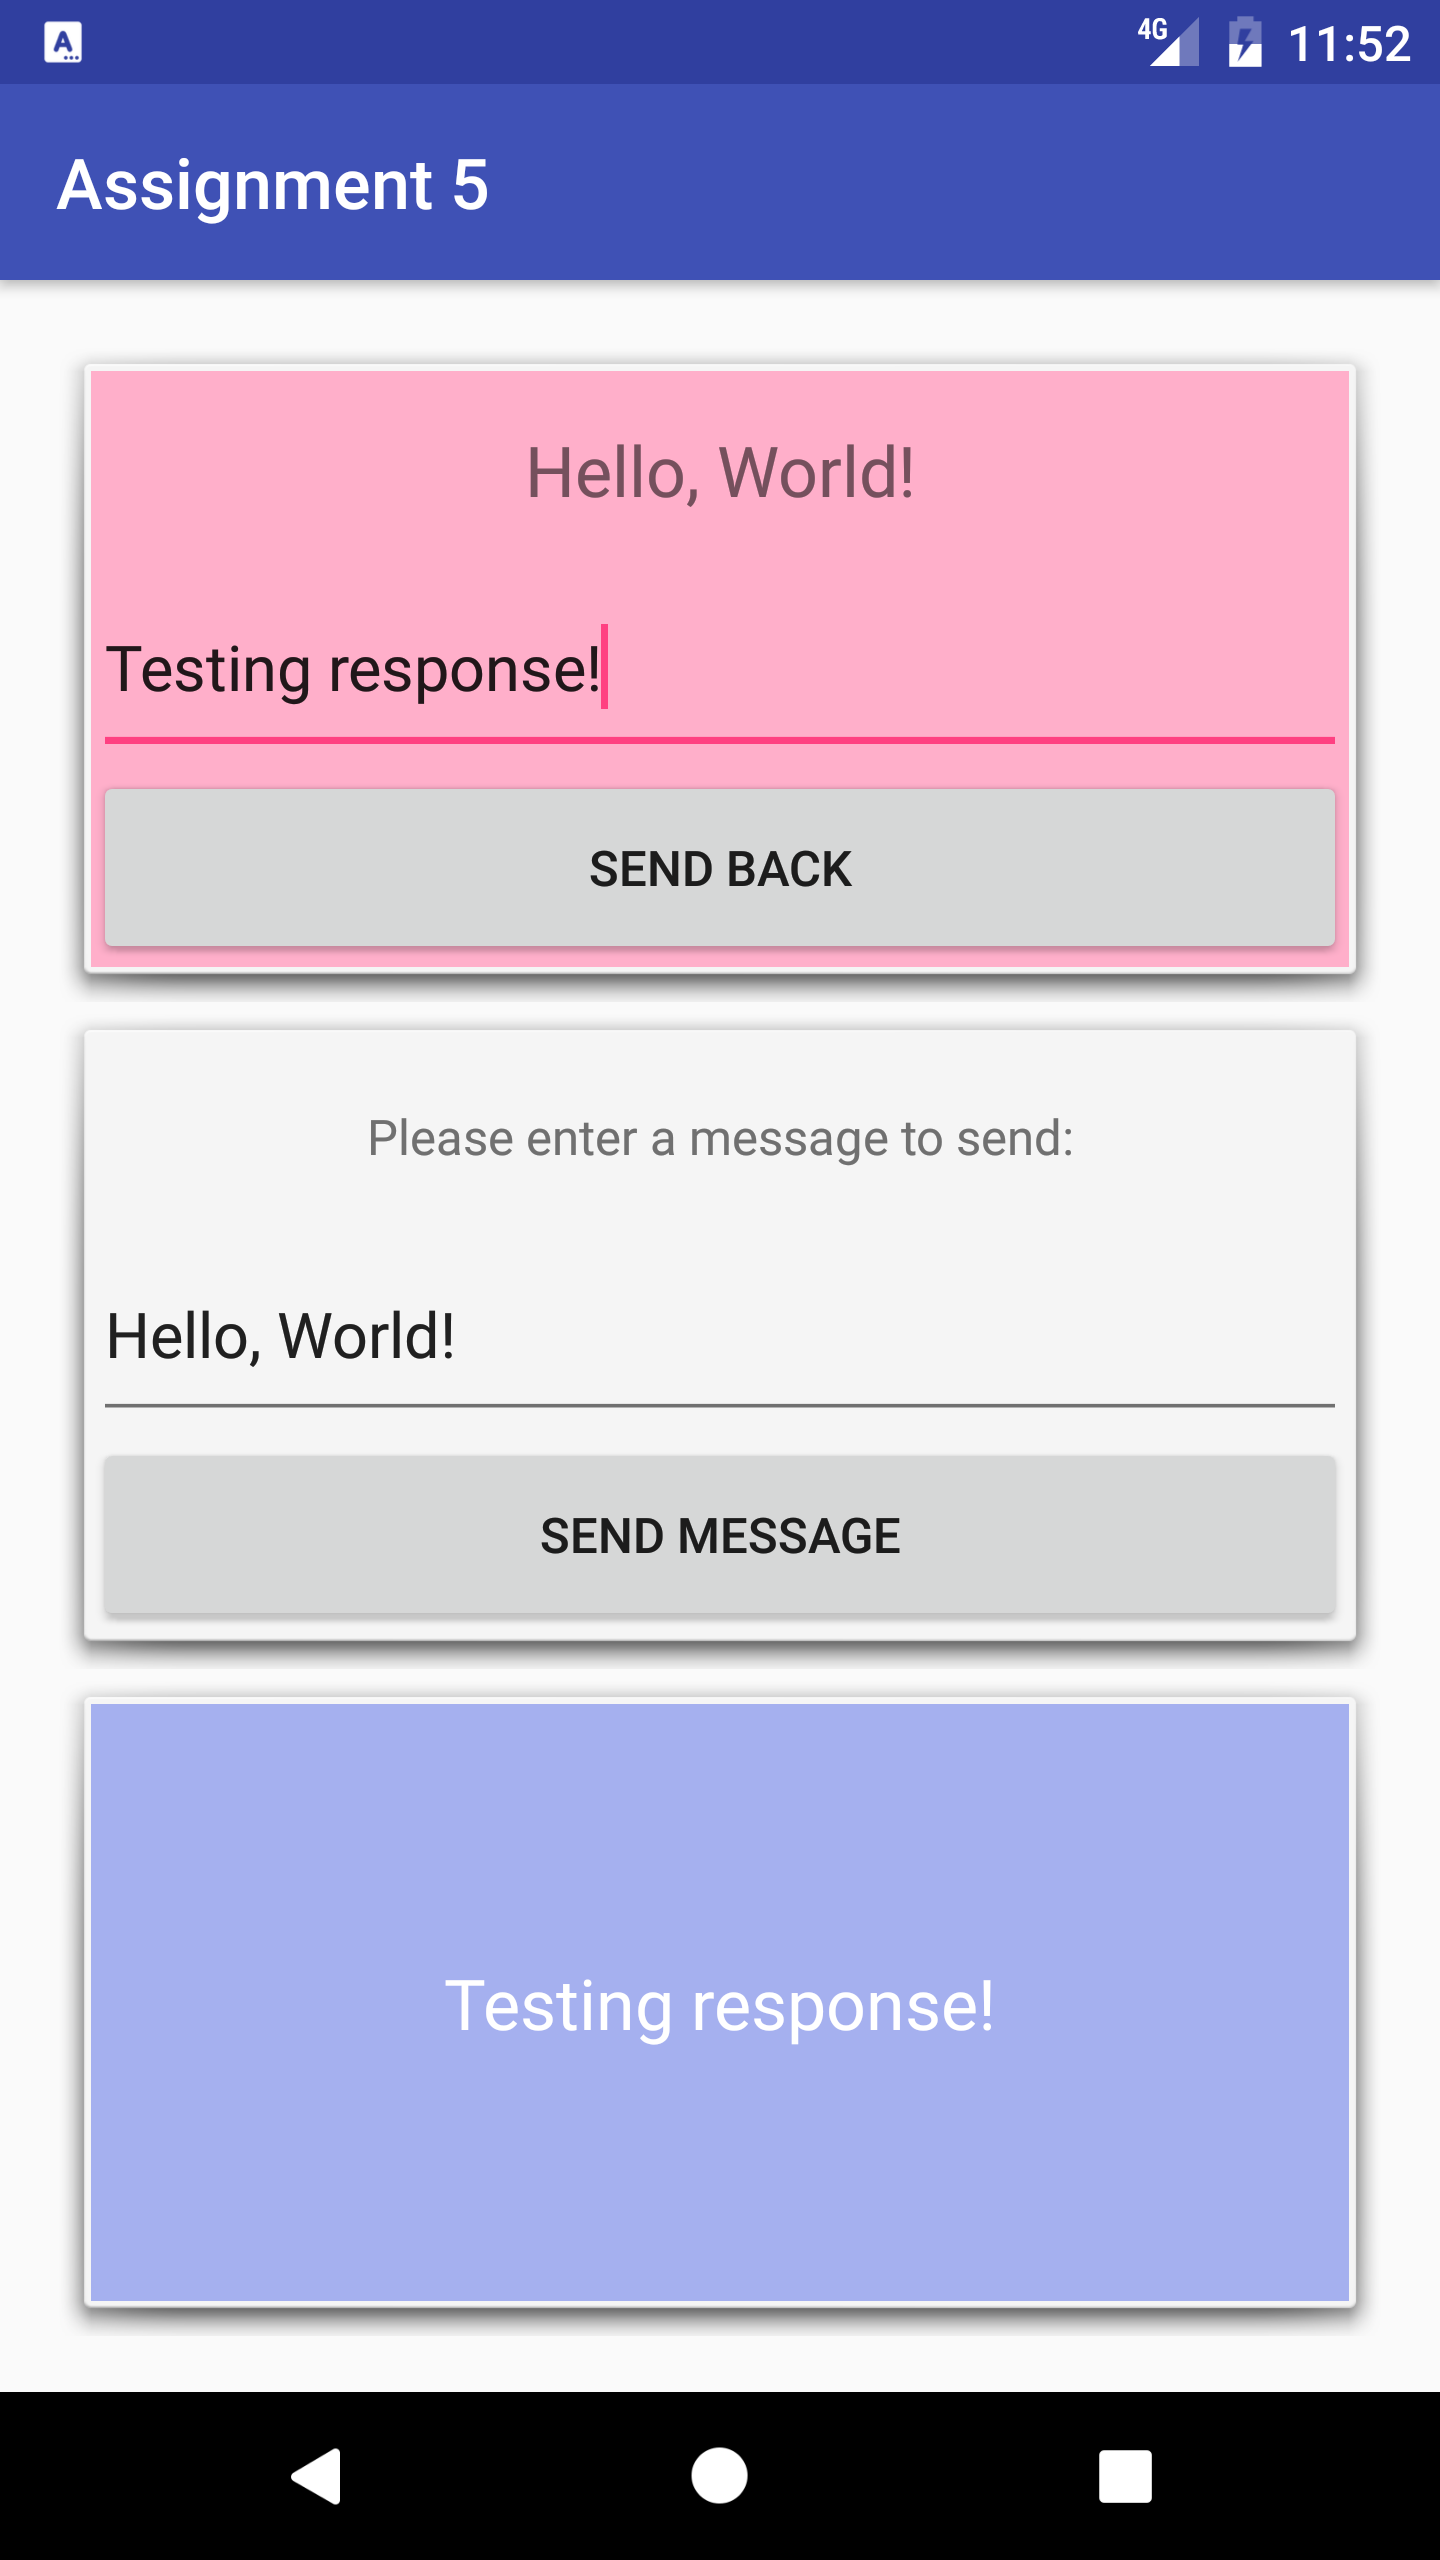 A
4G
11:52
Assignment 5
Hello, World!
Testing response!
SEND BACK
Please enter a message to send:
Hello, World!
SEND MESSAGE
Testing response!